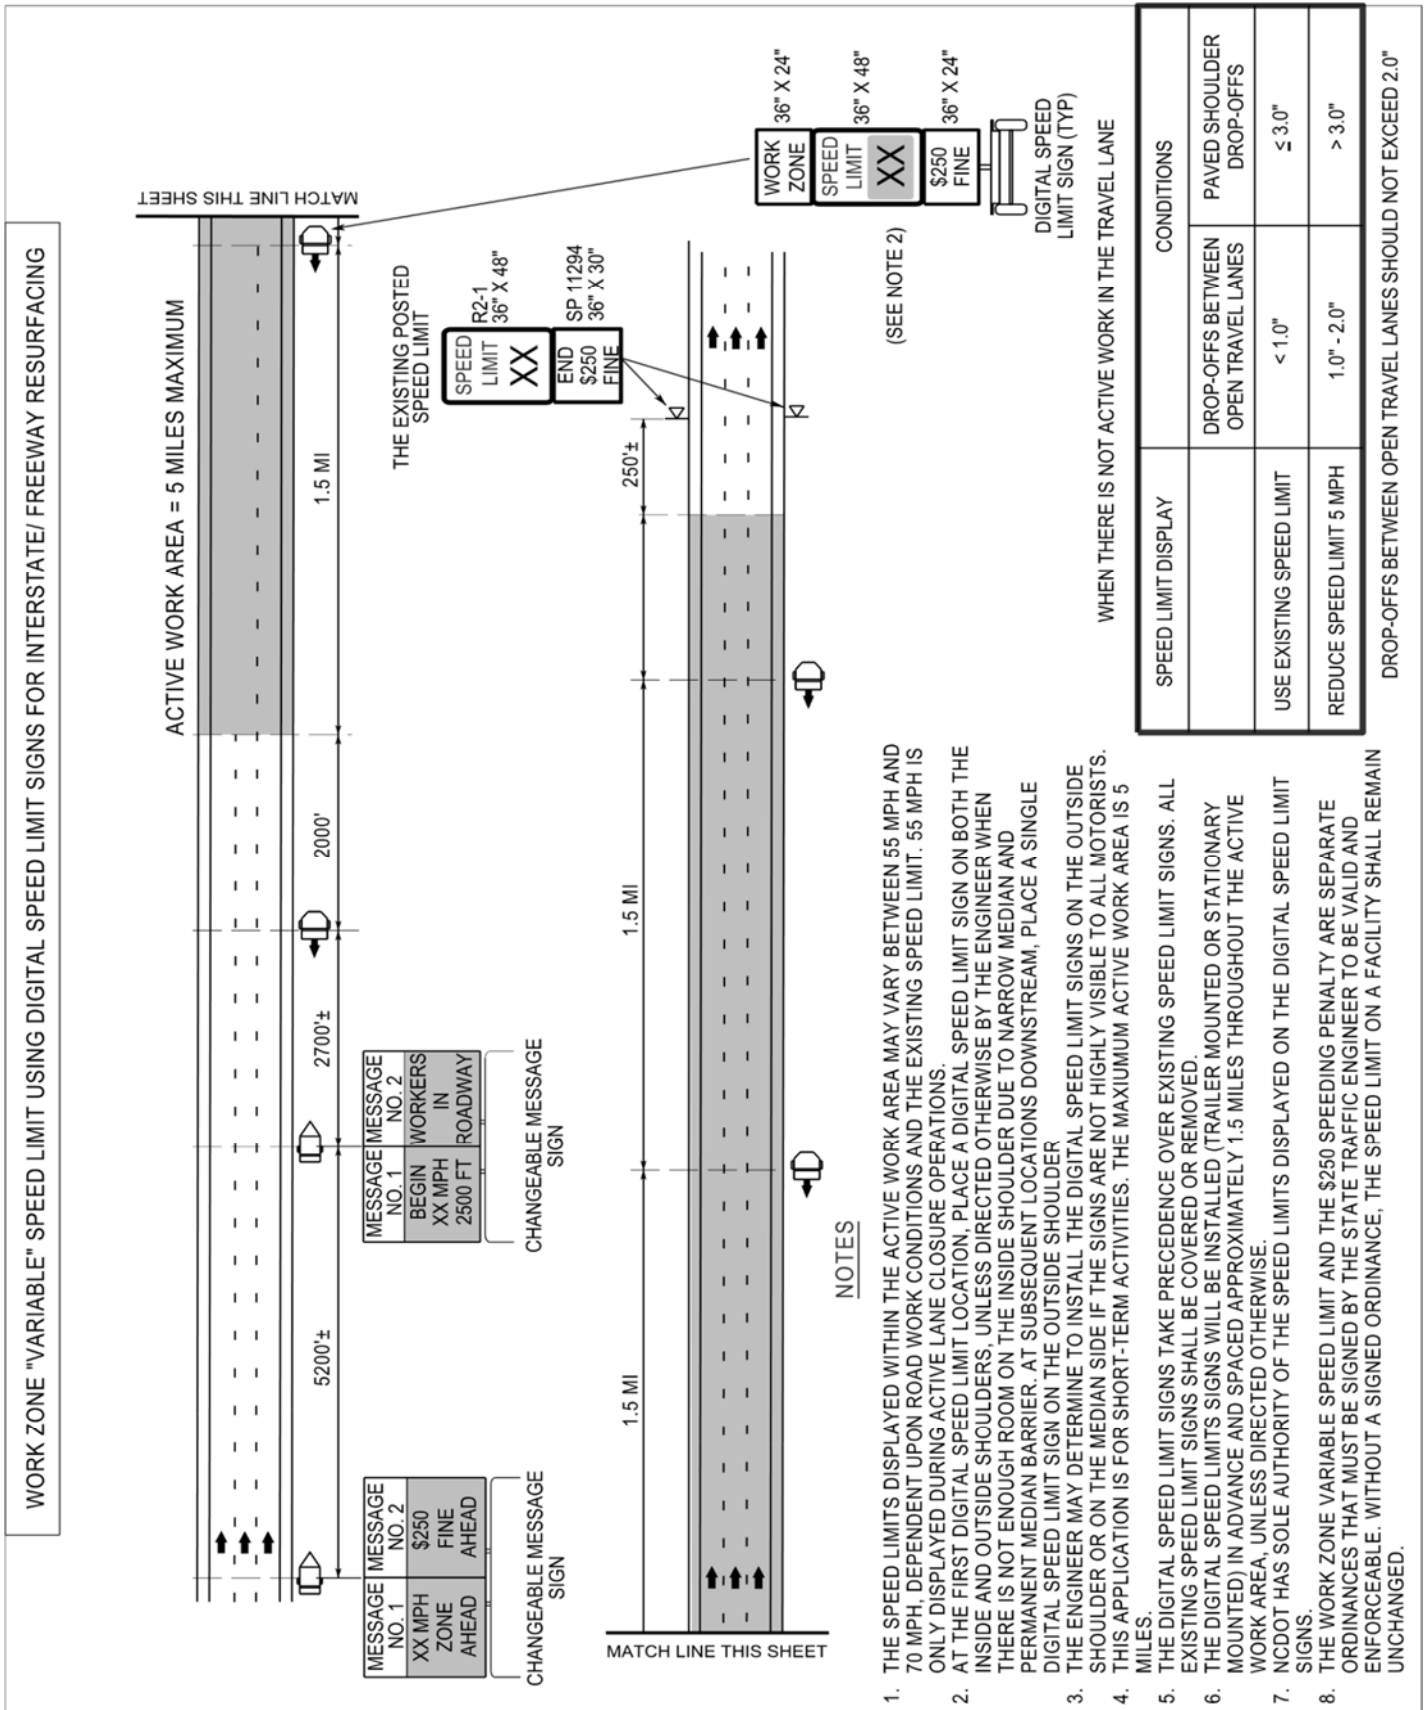 WORK ZONE "VARIABLE" SPEED LIMIT USING DIGITAL SPEED LIMIT SIGNS FOR INTERSTATE/ FREEWAY RESURFACING
ACTIVE WORK AREA = 5 MILES MAXIMUM
MATCH LINE THIS SHEET
5200'±
2700'±
2000'
1.5 MI
MESSAGE
NO. 1
XX MPH
ZONE
AHEAD
MESSAGE
NO. 2
$250
FINE
AHEAD
CHANGEABLE MESSAGE
SIGN
MESSAGE
NO. 1
BEGIN
XX MPH
2500 FT
MESSAGE
NO. 2
WORKERS
IN
ROADWAY
CHANGEABLE MESSAGE
SIGN
THE EXISTING POSTED
SPEED LIMIT
SPEED
LIMIT
XX
R2-1
36" X 48"
END
$250
FINE
SP 11294
36" X 30"
MATCH LINE THIS SHEET
1.5 MI
1.5 MI
250'±
WORK
ZONE
36" X 24"
SPEED
LIMIT
XX
36" X 48"
$250
FINE
36" X 24"
(SEE NOTE 2)
DIGITAL SPEED
LIMIT SIGN (TYP)
NOTES
1. THE SPEED LIMITS DISPLAYED WITHIN THE ACTIVE WORK AREA MAY VARY BETWEEN 55 MPH AND
70 MPH, DEPENDENT UPON ROAD WORK CONDITIONS AND THE EXISTING SPEED LIMIT. 55 MPH IS
ONLY DISPLAYED DURING ACTIVE LANE CLOSURE OPERATIONS.
2. AT THE FIRST DIGITAL SPEED LIMIT LOCATION, PLACE A DIGITAL SPEED LIMIT SIGN ON BOTH THE
INSIDE AND OUTSIDE SHOULDERS, UNLESS DIRECTED OTHERWISE BY THE ENGINEER WHEN
THERE IS NOT ENOUGH ROOM ON THE INSIDE SHOULDER DUE TO NARROW MEDIAN AND
PERMANENT MEDIAN BARRIER. AT SUBSEQUENT LOCATIONS DOWNSTREAM, PLACE A SINGLE
DIGITAL SPEED LIMIT SIGN ON THE OUTSIDE SHOULDER
3. THE ENGINEER MAY DETERMINE TO INSTALL THE DIGITAL SPEED LIMIT SIGNS ON THE OUTSIDE
SHOULDER OR ON THE MEDIAN SIDE IF THE SIGNS ARE NOT HIGHLY VISIBLE TO ALL MOTORISTS.
4. THIS APPLICATION IS FOR SHORT-TERM ACTIVITIES. THE MAXIUMUM ACTIVE WORK AREA IS 5
MILES.
5. THE DIGITAL SPEED LIMIT SIGNS TAKE PRECEDENCE OVER EXISTING SPEED LIMIT SIGNS. ALL
EXISTING SPEED LIMIT SIGNS SHALL BE COVERED OR REMOVED.
6. THE DIGITAL SPEED LIMITS SIGNS WILL BE INSTALLED (TRAILER MOUNTED OR STATIONARY
MOUNTED) IN ADVANCE AND SPACED APPROXIMATELY 1.5 MILES THROUGHOUT THE ACTIVE
WORK AREA, UNLESS DIRECTED OTHERWISE.
7. NCDOT HAS SOLE AUTHORITY OF THE SPEED LIMITS DISPLAYED ON THE DIGITAL SPEED LIMIT
SIGNS.
8. THE WORK ZONE VARIABLE SPEED LIMIT AND THE $250 SPEEDING PENALTY ARE SEPARATE
ORDINANCES THAT MUST BE SIGNED BY THE STATE TRAFFIC ENGINEER TO BE VALID AND
ENFORCEABLE. WITHOUT A SIGNED ORDINANCE, THE SPEED LIMIT ON A FACILITY SHALL REMAIN
UNCHANGED.
WHEN THERE IS NOT ACTIVE WORK IN THE TRAVEL LANE
SPEED LIMIT DISPLAY
CONDITIONS
DROP-OFFS BETWEEN
OPEN TRAVEL LANES
PAVED SHOULDER
DROP-OFFS
USE EXISTING SPEED LIMIT
< 1.0"
≤ 3.0"
REDUCE SPEED LIMIT 5 MPH
1.0" - 2.0"
> 3.0"
DROP-OFFS BETWEEN OPEN TRAVEL LANES SHOULD NOT EXCEED 2.0"